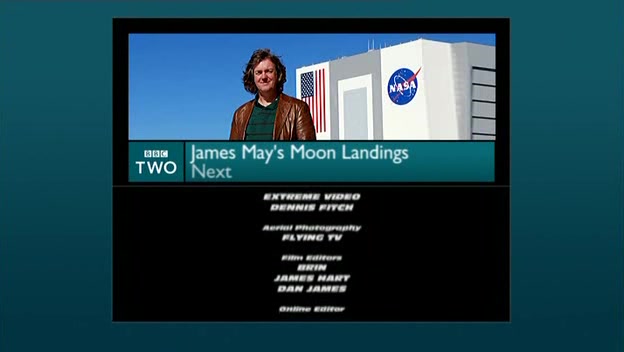 NASA
BBC
TWO
James May's Moon Landings
Next
EXTREME VIDEO
DENNIS FITCH
Aerial Photography
FLYING TV
Film Editors
BRIN
JAMES HART
DAN JAMES
Online Editor